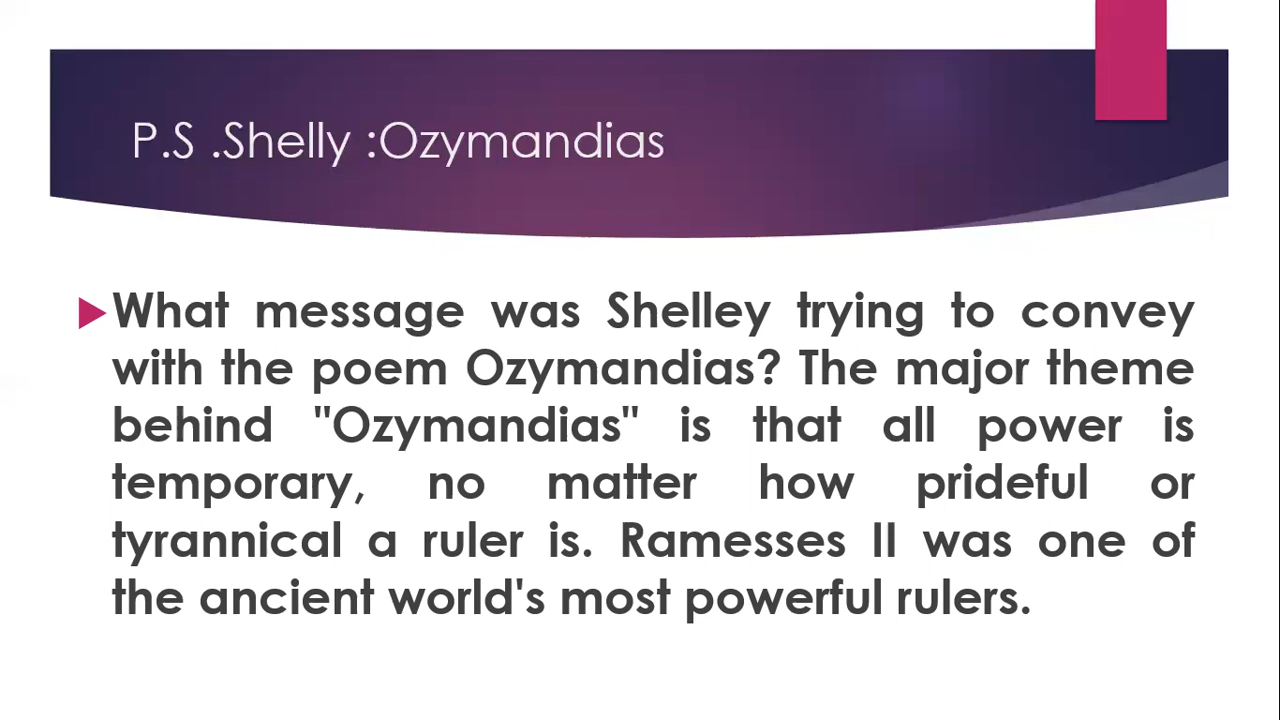 P.S .Shelly :Ozymandias
What message was Shelley trying to convey
with the poem Ozymandias? The major theme
behind "Ozymandias" is that all power is
temporary, no matter how prideful or
tyrannical a ruler is. Ramesses II was one of
the ancient world's most powerful rulers.